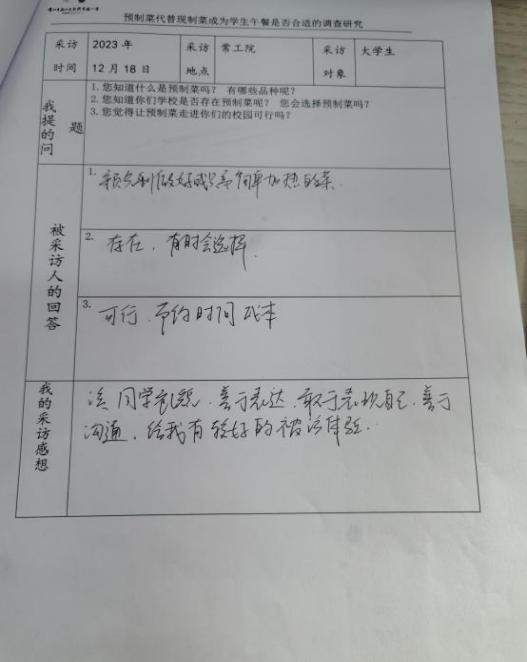 预制菜代替现制菜成为学生午餐是否合适的调查研究
采访时间 2023 年 12 月 18 日 采访地点 常工院 采访对象 大学生
我提的问题
1. 您知道什么是预制菜吗？ 有哪些品种呢？
2. 您知道你们学校是否存在预制菜呢？ 您会选择预制菜吗？
3. 您觉得让预制菜走进你们的校园可行吗？
被采访人的回答
1. 预先制做好或只需简单加热的菜.
2. 存在，有时会选择.
3. 可行，节约时间成本
我的采访感想
该同学礼貌，善于表达，敢于表现自己，善于
沟通，给我有较好的被访体验.